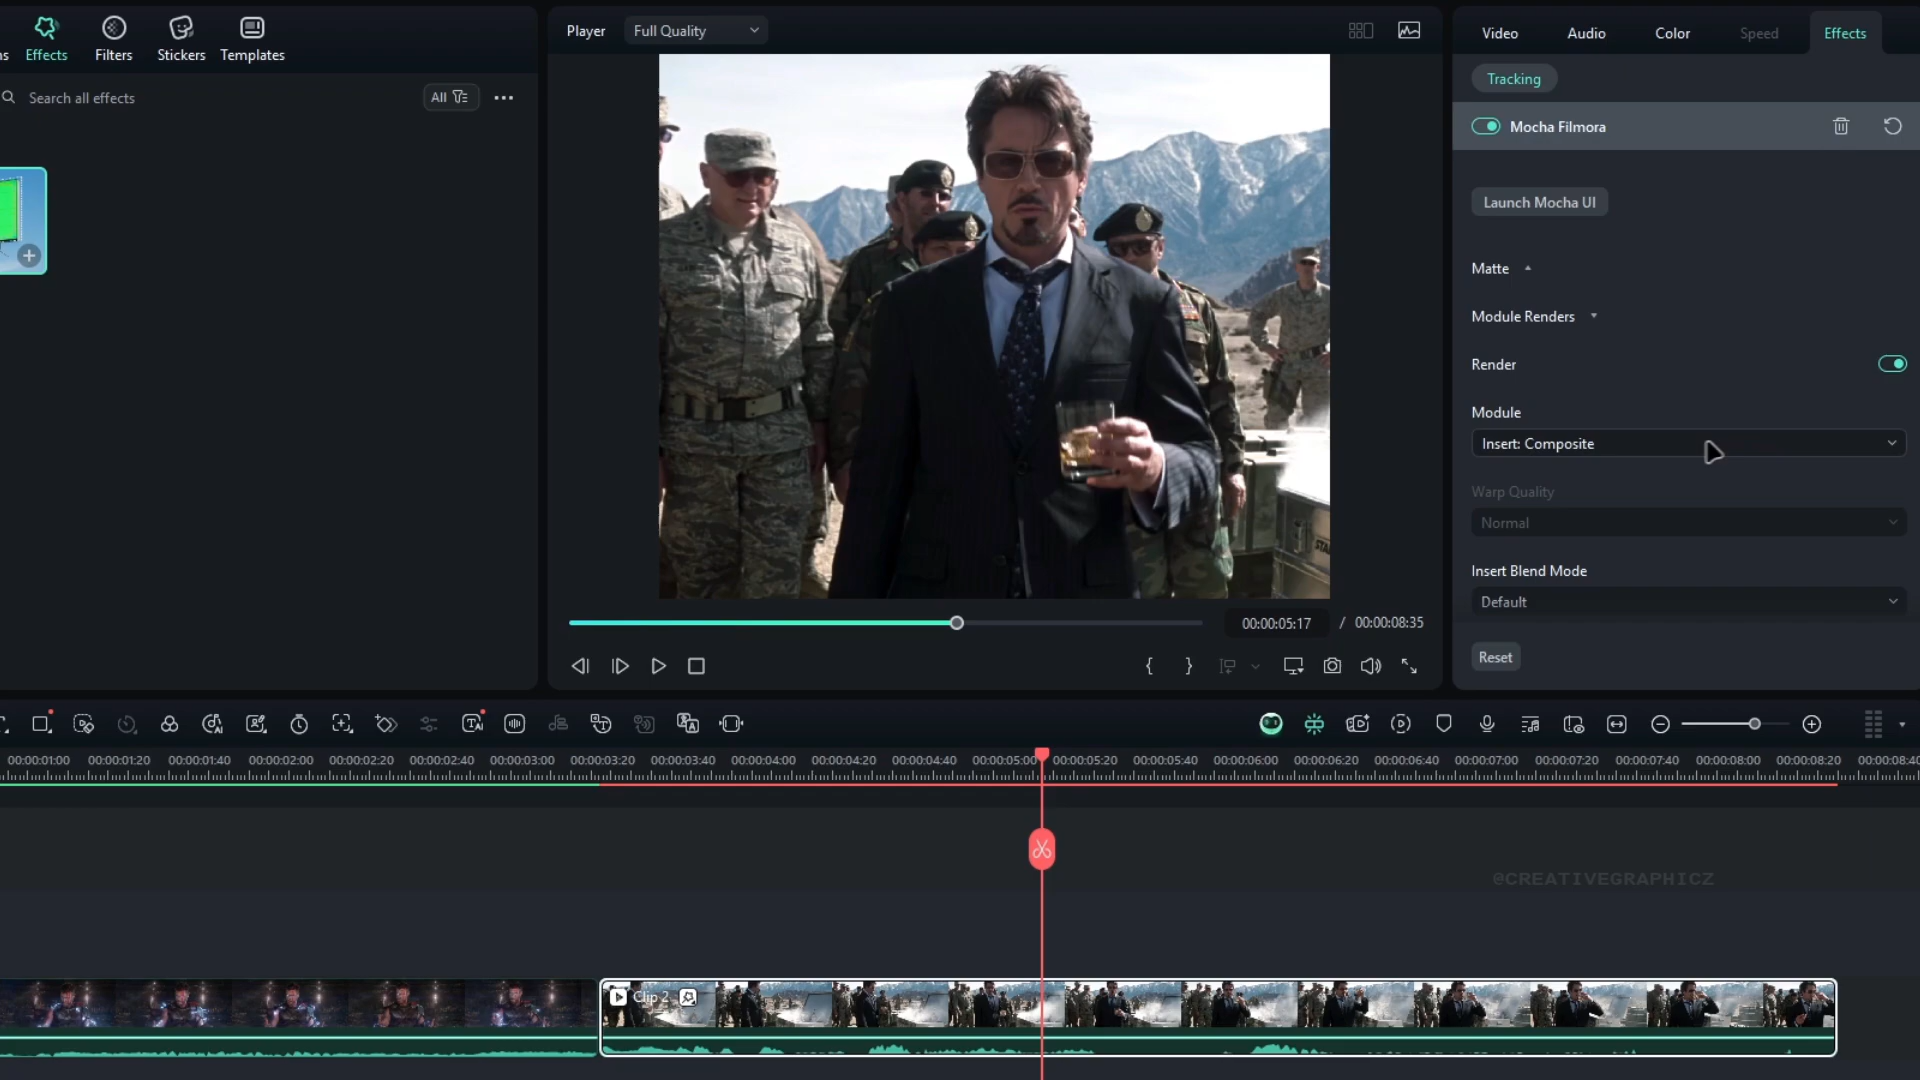 Effects
Filters
Stickers
Templates
Search all effects
All
Player
Full Quality
00:00:05:17 / 00:00:08:35
Video
Audio
Color
Speed
Effects
Tracking
Mocha Filmora
Launch Mocha UI
Matte
Module Renders
Render
Module
Insert: Composite
Warp Quality
Normal
Insert Blend Mode
Default
Reset
00:00:01:00 00:00:01:20 00:00:01:40 00:00:02:00 00:00:02:20 00:00:02:40 00:00:03:00 00:00:03:20 00:00:03:40 00:00:04:00 00:00:04:20 00:00:04:40 00:00:05:00 00:00:05:20 00:00:05:40 00:00:06:00 00:00:06:20 00:00:06:40 00:00:07:00 00:00:07:20 00:00:07:40 00:00:08:00 00:00:08:20 00:00:08:40
@CREATIVEGRAPHICZ
Clip 2